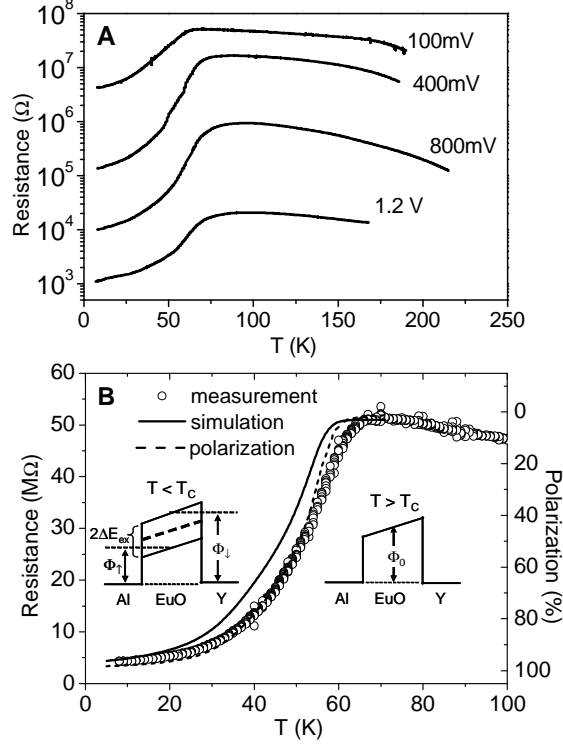 A
10^8
10^7
10^6
10^5
10^4
10^3
Resistance (Ω)
100mV
400mV
800mV
1.2 V
0 50 100 150 200 250
T (K)
B
measurement
simulation
polarization
60
50
40
30
20
10
0
Resistance (MΩ)
0
20
40
60
80
100
Polarization (%)
T < T_C
2ΔE_ex
Φ_↑
Φ_↓
Al EuO Y
T > T_C
Φ_0
Al EuO Y
0 20 40 60 80 100
T (K)